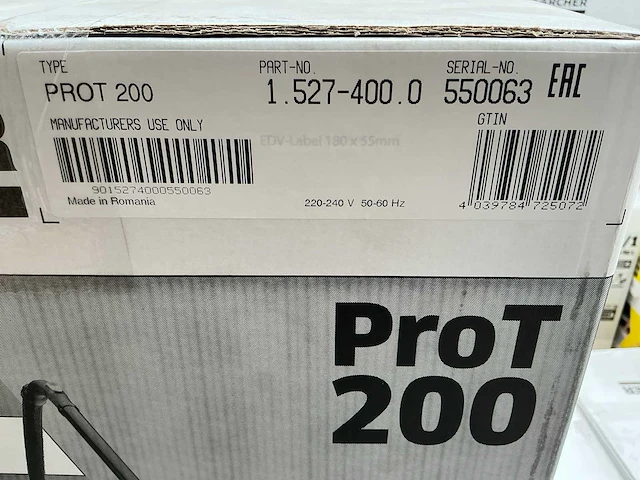 RCHER
TYPE PART-NO. SERIAL-NO. EAC
PROT 200 1.527-400.0 550063
MANUFACTURERS USE ONLY GTIN
EDV-Label 180 x 55mm
9015274000550063
4 039784 725072
Made in Romania 220-240 V 50-60 Hz
ProT
200